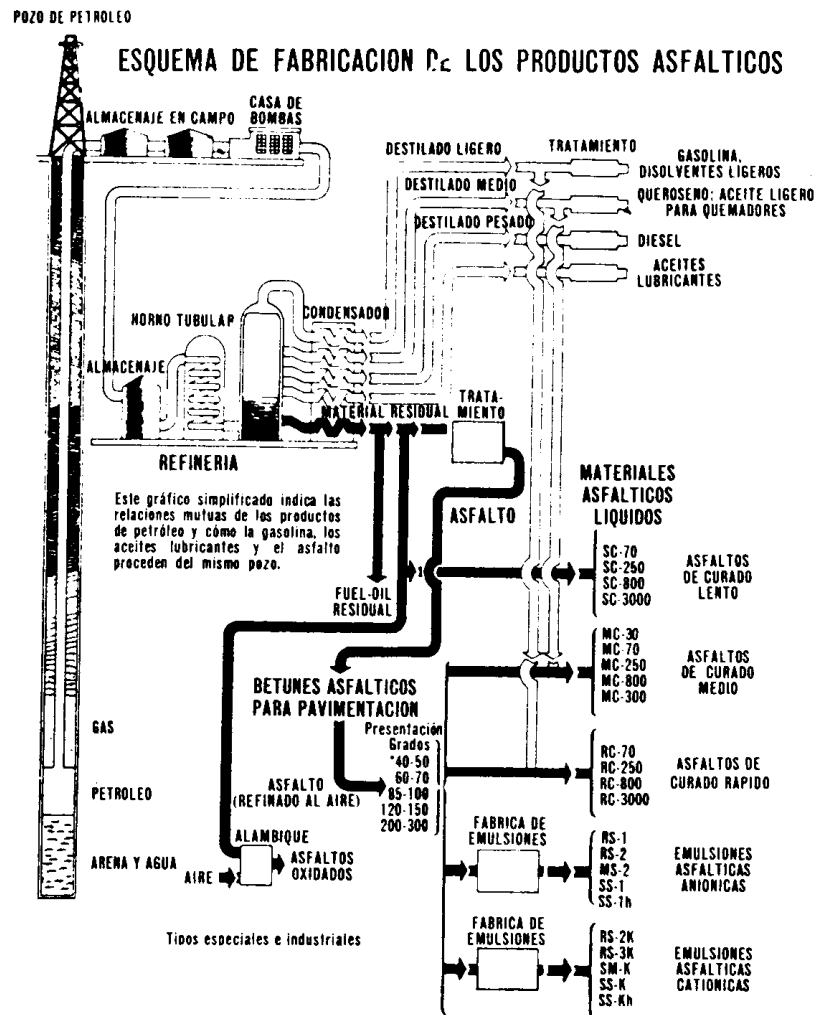 POZO DE PETROLEO
ESQUEMA DE FABRICACION DE LOS PRODUCTOS ASFALTICOS
ALMACENAJE EN CAMPO
CASA DE
BOMBAS
DESTILADO LIGERO
TRATAMIENTO
GASOLINA,
DISOLVENTES LIGEROS
DESTILADO MEDIO
QUEROSENO: ACEITE LIGERO
PARA QUEMADORES
DESTILADO PESADO
DIESEL
ACEITES
LUBRICANTES
HORNO TUBULAR
CONDENSADOR
ALMACENAJE
MATERIAL RESIDUAL
TRATA-
MIENTO
REFINERIA
Este gráfico simplificado indica las
relaciones mutuas de los productos
de petróleo y cómo la gasolina, los
aceites lubricantes y el asfalto
proceden del mismo pozo.
ASFALTO
MATERIALES
ASFALTICOS
LIQUIDOS
FUEL-OIL
RESIDUAL
1
SC-70
SC-250
SC-800
SC-3000
ASFALTOS
DE CURADO
LENTO
MC-30
MC-70
MC-250
MC-800
MC-300
ASFALTOS
DE CURADO
MEDIO
BETUNES ASFALTICOS
PARA PAVIMENTACION
Presentación
Grados
*40-50
60-70
85-100
120-150
200-300
RC-70
RC-250
RC-800
RC-3000
ASFALTOS DE
CURADO RAPIDO
GAS
PETROLEO
ARENA Y AGUA
ASFALTO
(REFINADO AL AIRE)
ALAMBIQUE
AIRE
ASFALTOS
OXIDADOS
FABRICA DE
EMULSIONES
RS-1
RS-2
MS-2
SS-1
SS-1h
EMULSIONES
ASFALTICAS
ANIONICAS
Tipos especiales e industriales
FABRICA DE
EMULSIONES
RS-2K
RS-3K
SM-K
SS-K
SS-Kh
EMULSIONES
ASFALTICAS
CATIONICAS